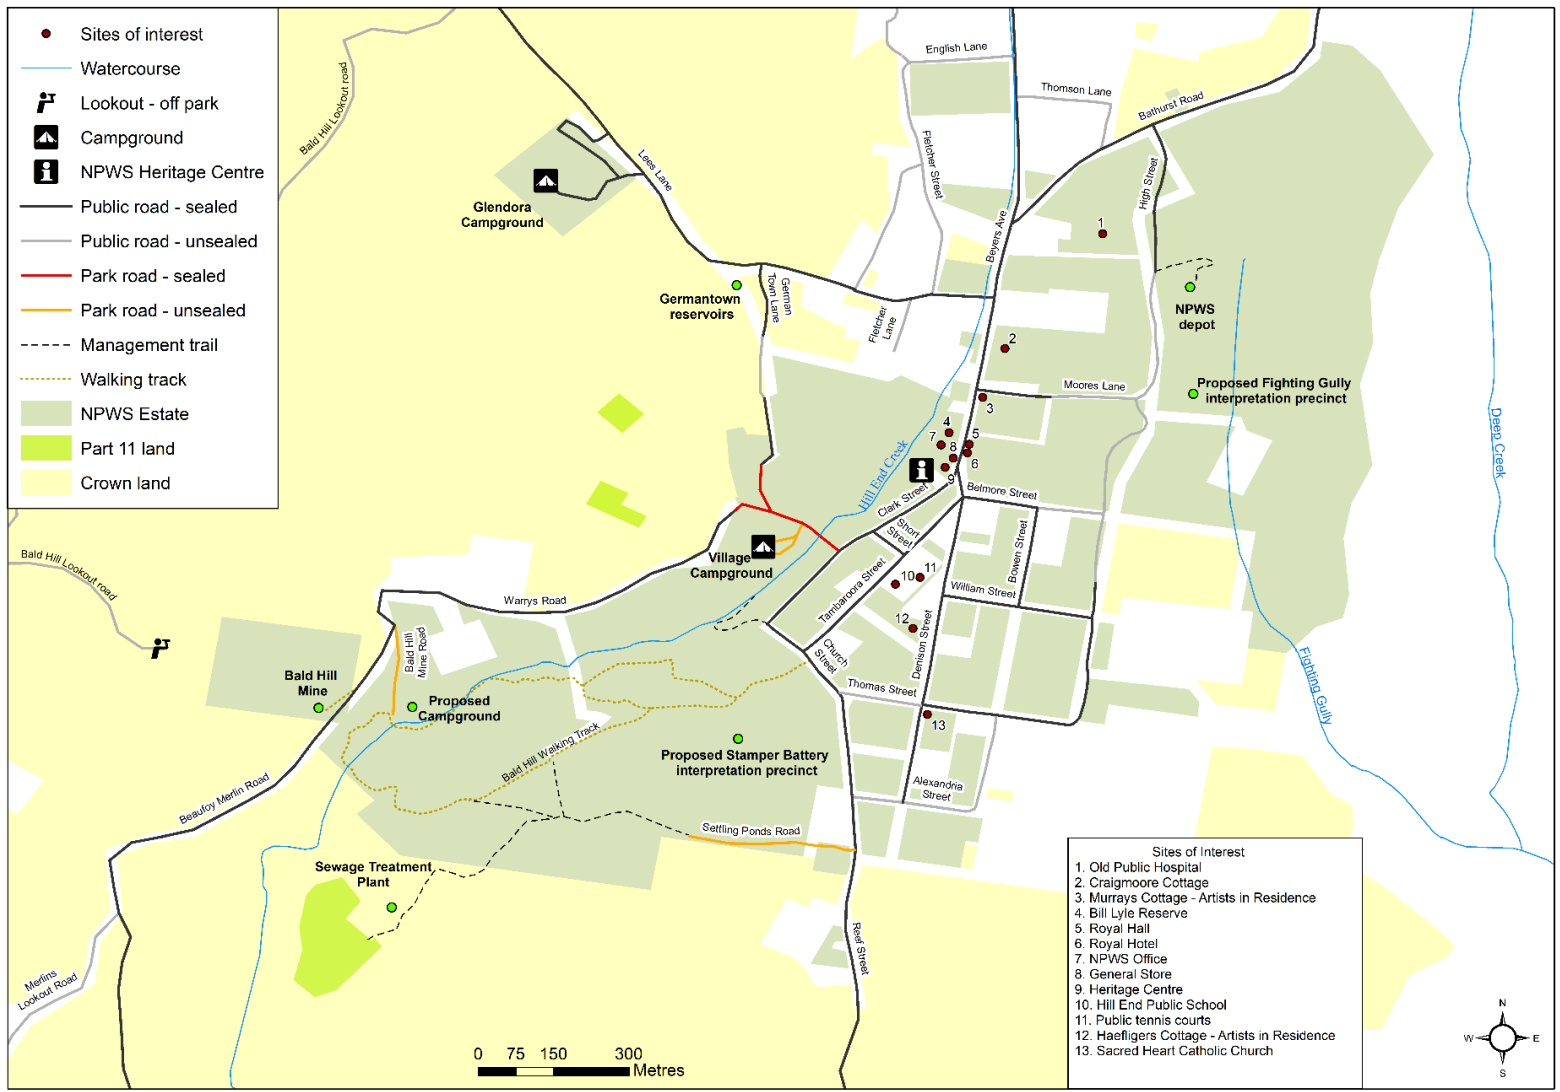 Sites of interest
Watercourse
Lookout - off park
Campground
NPWS Heritage Centre
Public road - sealed
Public road - unsealed
Park road - sealed
Park road - unsealed
Management trail
Walking track
NPWS Estate
Part 11 land
Crown land
Bald Hill Lookout road
English Lane
Thomson Lane
Bathurst Road
Fletcher Street
High Street
Lees Lane
Glendora
Campground
Beyers Ave
1
German
Town Lane
Germantown
reservoirs
Fletcher
Lane
NPWS
depot
2
Moores Lane
Proposed Fighting Gully
interpretation precinct
3
4
7
5
8
6
9
Hill End Creek
Deep Creek
Clark Street
Belmore Street
Short
Street
Bowen Street
Village
Campground
Tambaroora Street
10
11
William Street
Bald Hill Lookout road
Warrys Road
12
Denison Street
Church
Street
Bald Hill
Mine Road
Bald Hill
Mine
Proposed
Campground
Thomas Street
Fighting Gully
13
Bald Hill Walking Track
Proposed Stamper Battery
interpretation precinct
Alexandria
Street
Beaufoy Merlin Road
Settling Ponds Road
Sewage Treatment
Plant
Reef Street
Merlins
Lookout Road
0 75 150 300
Metres
Sites of Interest
1. Old Public Hospital
2. Craigmoore Cottage
3. Murrays Cottage - Artists in Residence
4. Bill Lyle Reserve
5. Royal Hall
6. Royal Hotel
7. NPWS Office
8. General Store
9. Heritage Centre
10. Hill End Public School
11. Public tennis courts
12. Haefligers Cottage - Artists in Residence
13. Sacred Heart Catholic Church
N
W E
S